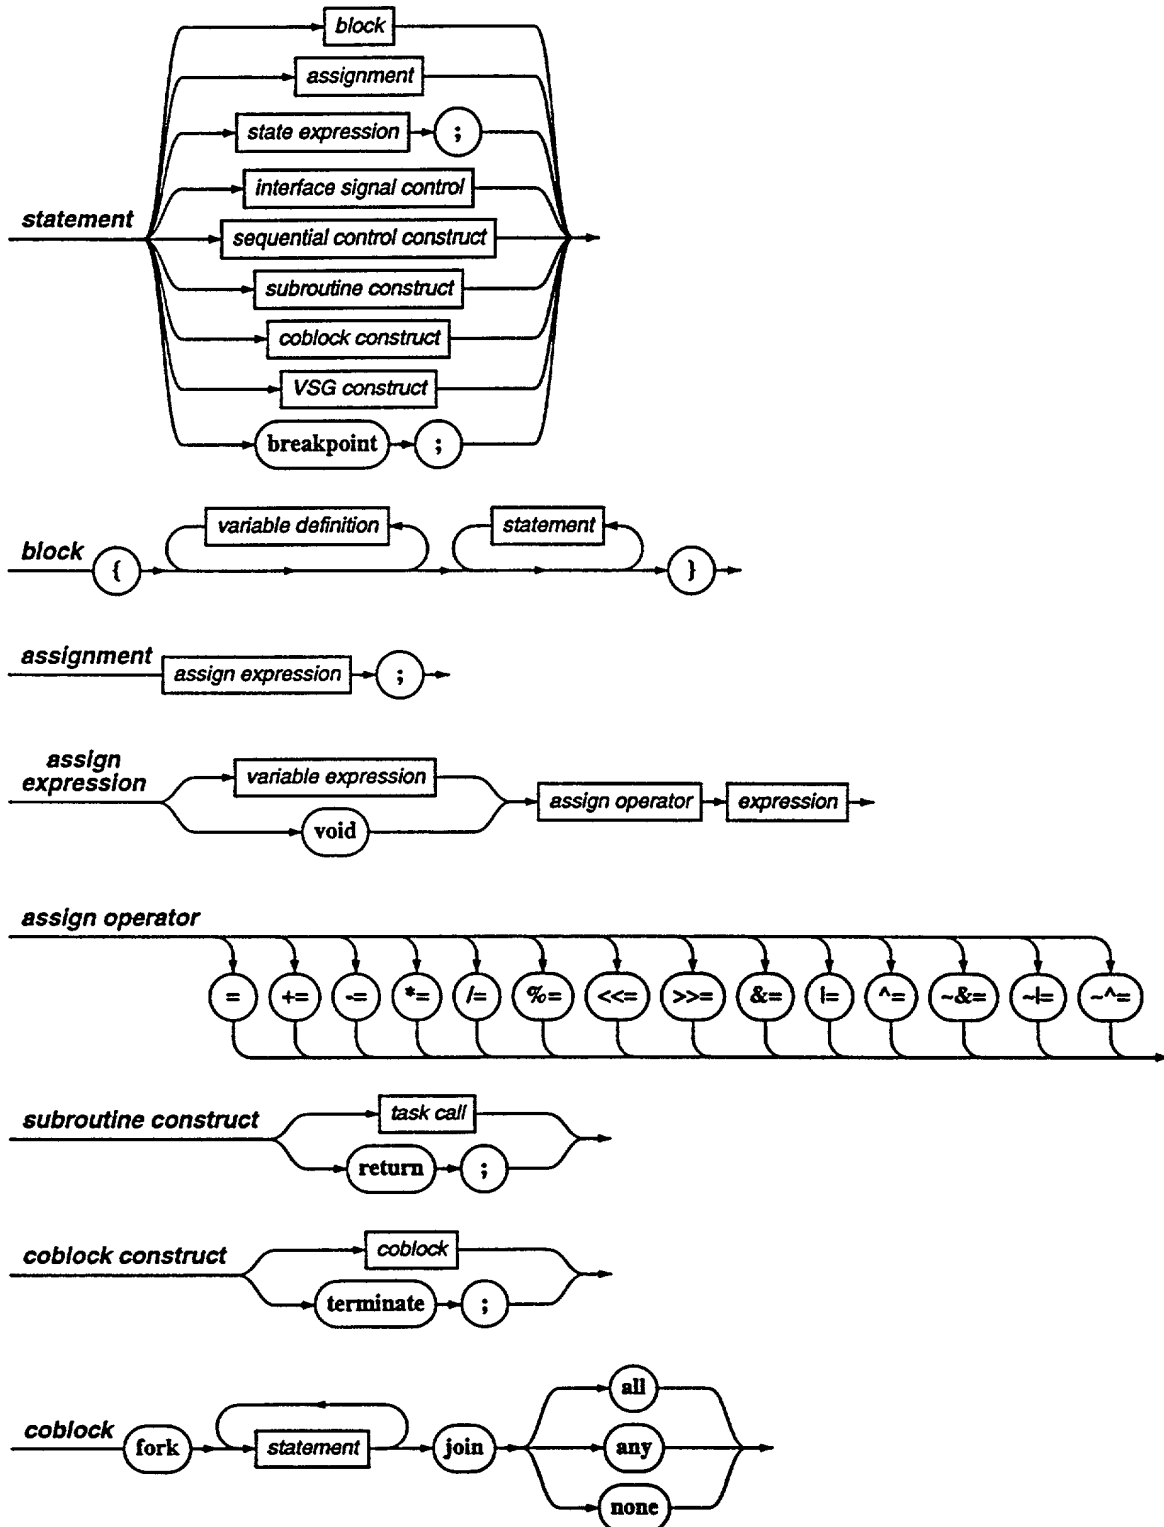 block
assignment
state expression ;
interface signal control
statement
sequential control construct
subroutine construct
coblock construct
VSG construct
breakpoint ;
variable definition statement
block { }
assignment assign expression ;
assign
expression
variable expression
assign operator expression
void
assign operator
= += -= *= /= %= <<= >>= &= |= ^= ~&= ~|= ~^=
task call
subroutine construct
return ;
coblock
coblock construct
terminate ;
all
coblock fork statement join any
none